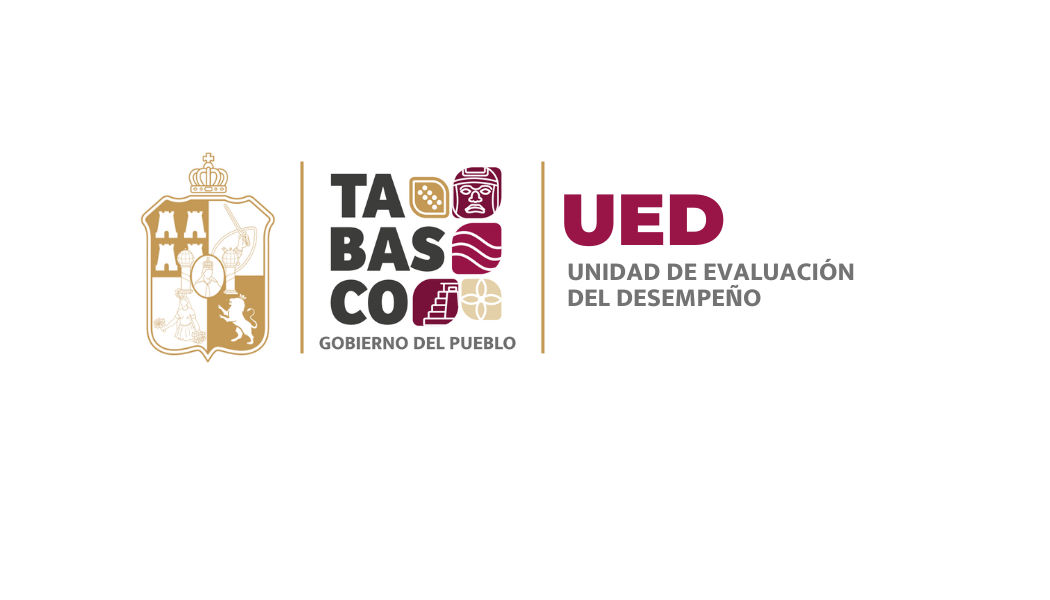 TA
BAS
CO
GOBIERNO DEL PUEBLO
UED
UNIDAD DE EVALUACIÓN
DEL DESEMPEÑO